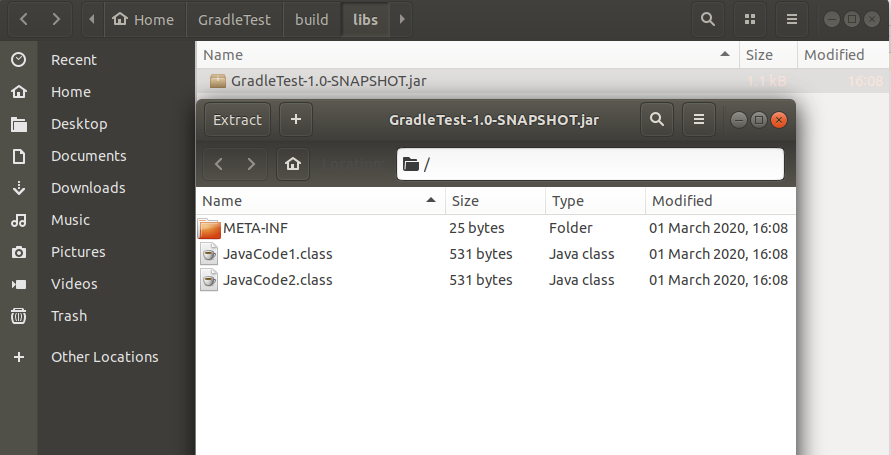 Home GradleTest build libs
Name Size Modified
Recent
GradleTest-1.0-SNAPSHOT.jar 1.1 kB 16:08
Home
Desktop
Documents
Downloads
Music
Pictures
Videos
Trash
Other Locations
Extract + GradleTest-1.0-SNAPSHOT.jar
Location: /
Name Size Type Modified
META-INF 25 bytes Folder 01 March 2020, 16:08
JavaCode1.class 531 bytes Java class 01 March 2020, 16:08
JavaCode2.class 531 bytes Java class 01 March 2020, 16:08